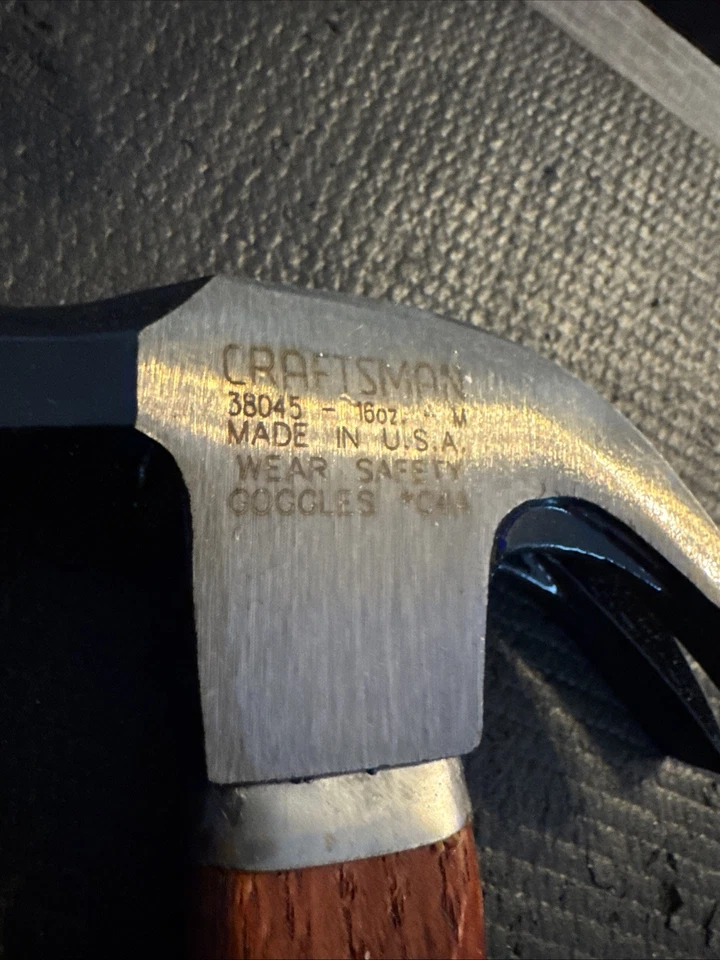 CRAFTSMAN
38045 - 16oz. M
MADE IN U.S.A.
WEAR SAFETY
GOGGLES